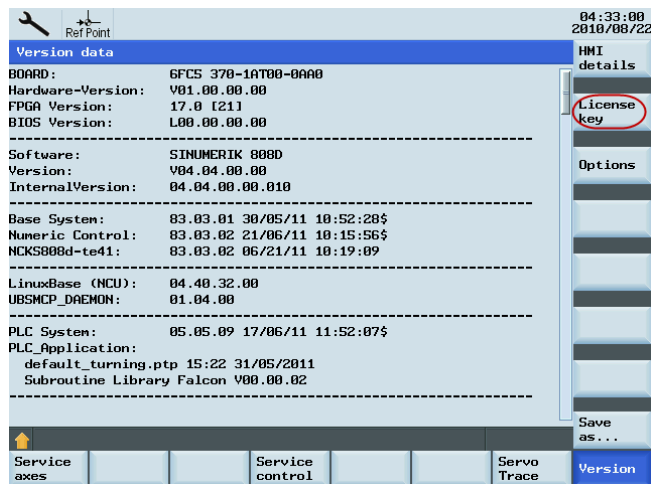 Ref Point
04:33:00
2010/08/22
Version data
HMI
details
BOARD: 6FC5 370-1AT00-0AA0
Hardware-Version: V01.00.00.00
FPGA Version: 17.0 [21]
BIOS Version: L00.00.00.00
License
key
Software: SINUMERIK 808D
Version: V04.04.00.00
InternalVersion: 04.04.00.00.010
Options
Base System: 83.03.01 30/05/11 10:52:28$
Numeric Control: 83.03.02 21/06/11 10:15:56$
NCKS808d-te41: 83.03.02 06/21/11 10:19:09
LinuxBase (NCU): 04.40.32.00
UBSMCP_DAEMON: 01.04.00
PLC System: 05.05.09 17/06/11 11:52:07$
PLC_Application:
default_turning.ptp 15:22 31/05/2011
Subroutine Library Falcon V00.00.02
Save
as...
Service
axes
Service
control
Servo
Trace
Version